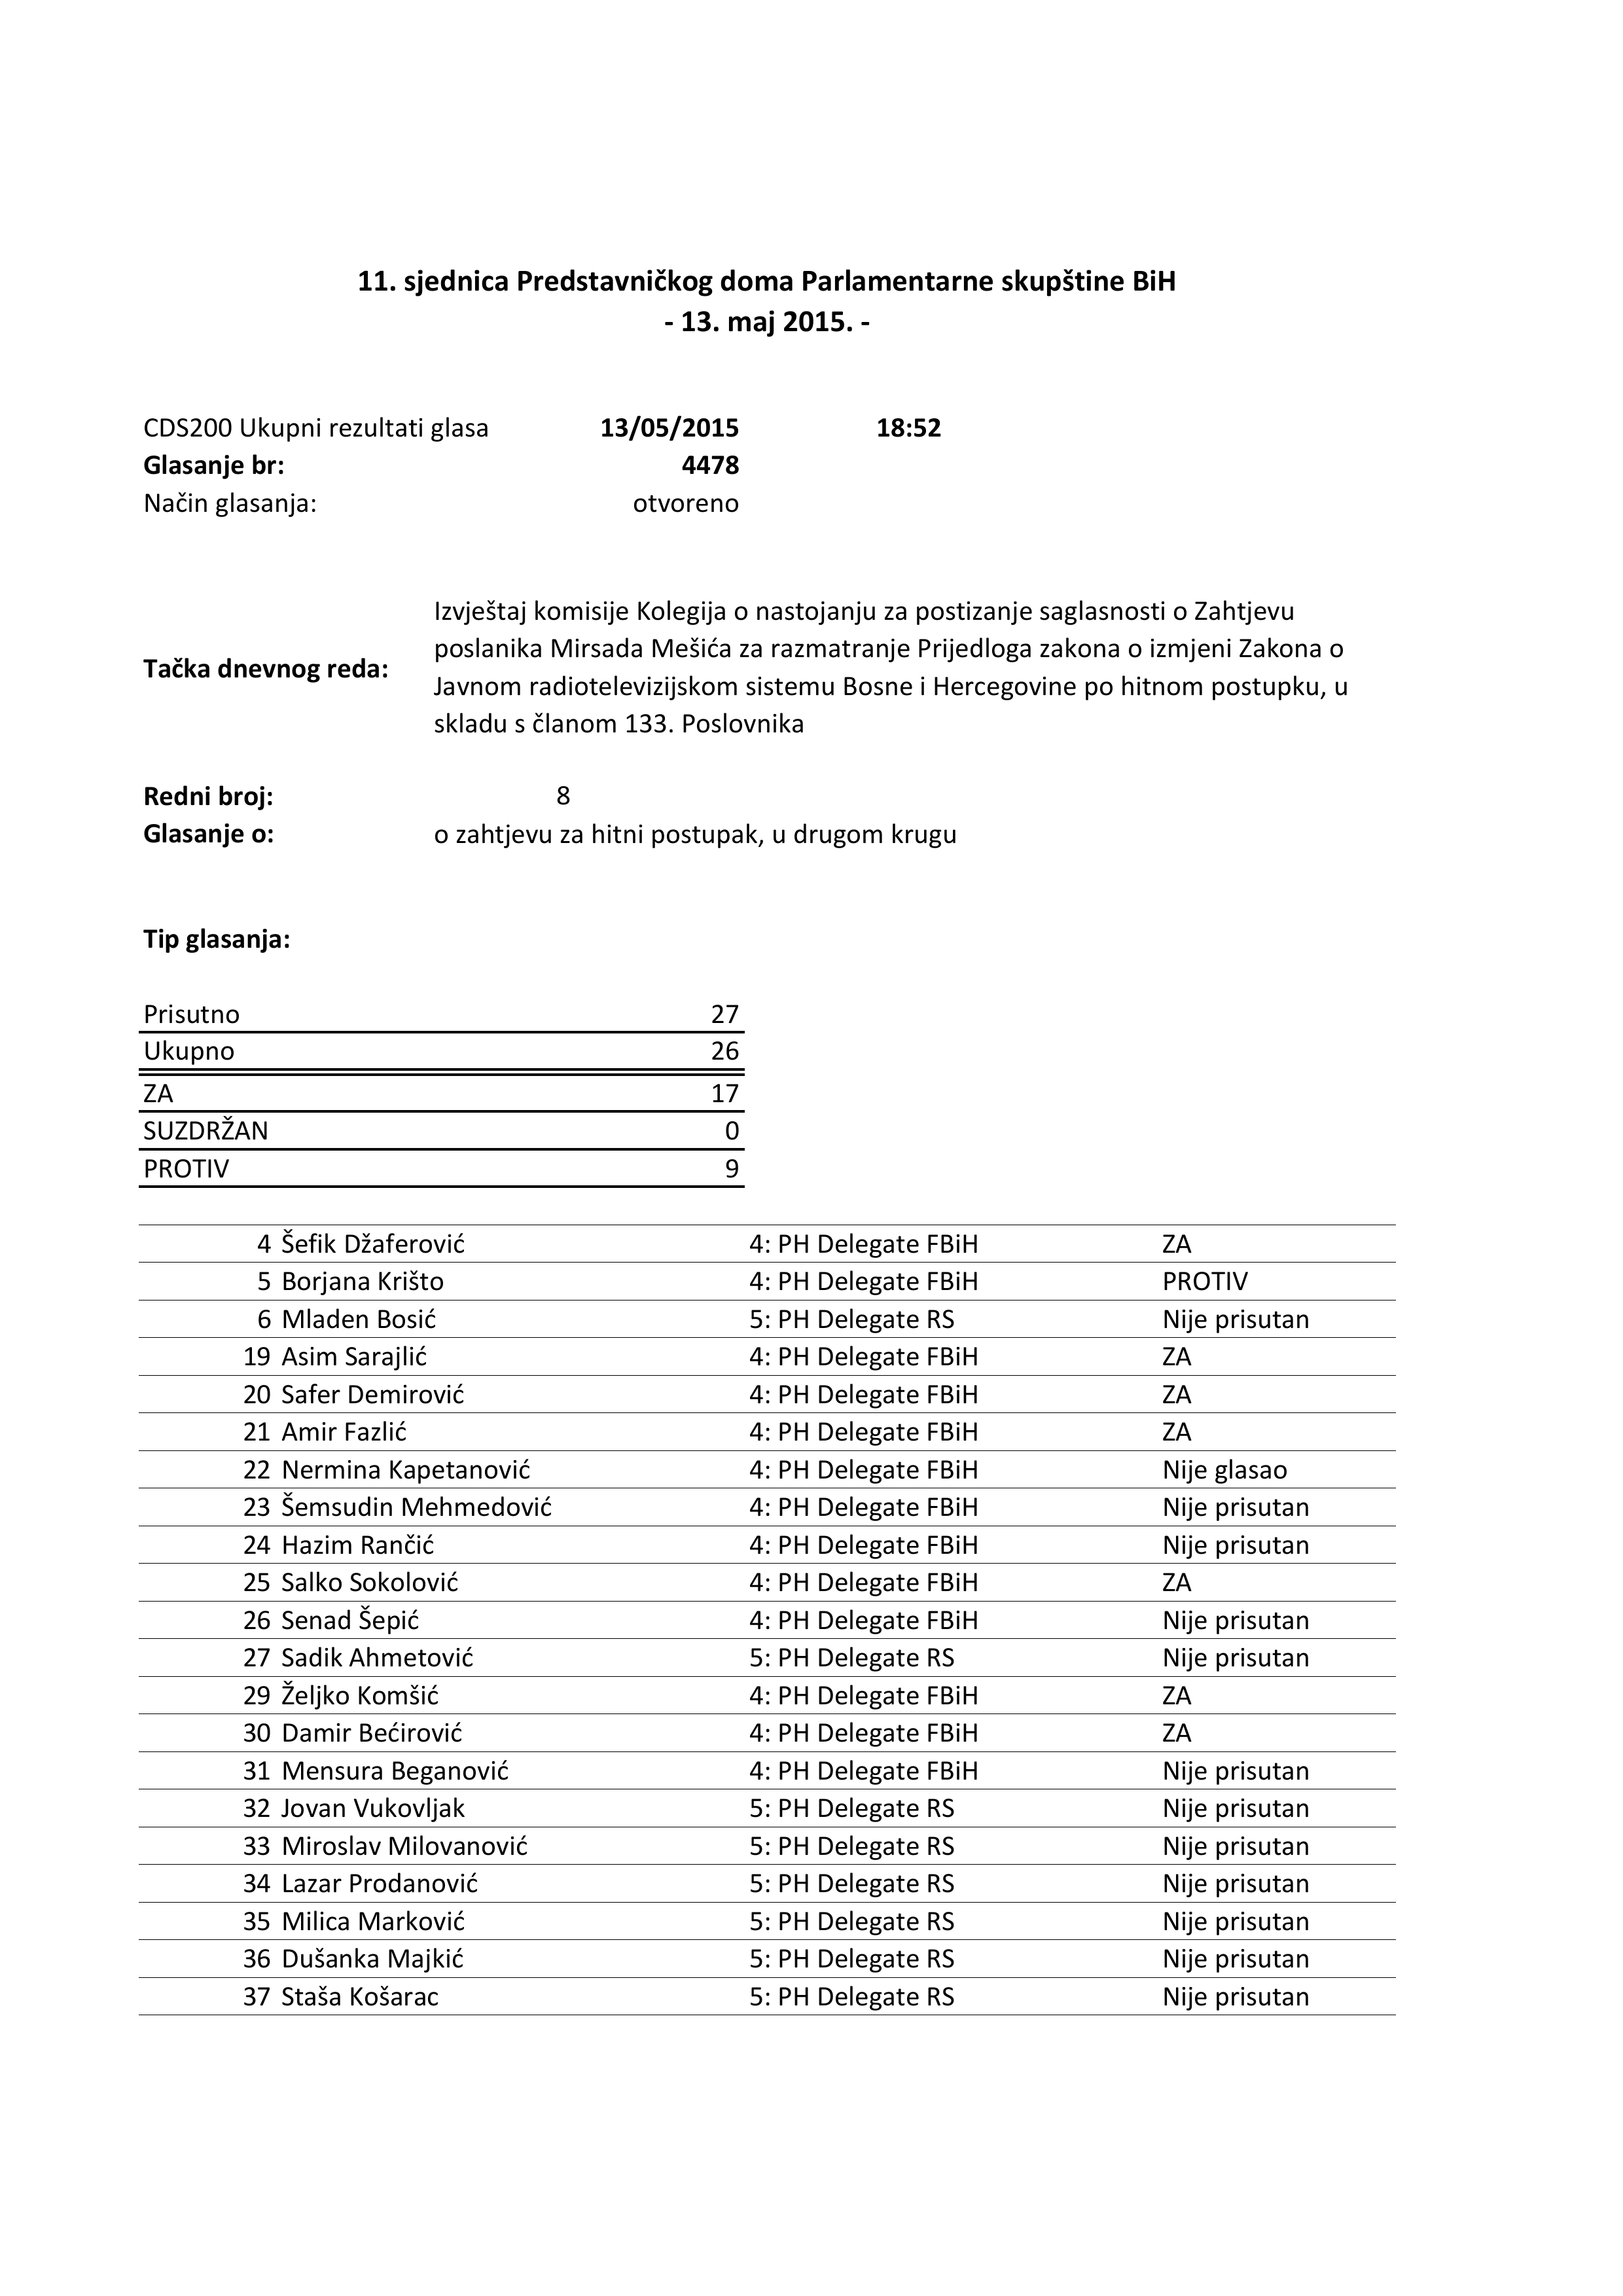 11. sjednica Predstavničkog doma Parlamentarne skupštine BiH
- 13. maj 2015. -
CDS200 Ukupni rezultati glasa 13/05/2015 18:52
Glasanje br: 4478
Način glasanja: otvoreno
Tačka dnevnog reda:
Izvještaj komisije Kolegija o nastojanju za postizanje saglasnosti o Zahtjevu
poslanika Mirsada Mešića za razmatranje Prijedloga zakona o izmjeni Zakona o
Javnom radiotelevizijskom sistemu Bosne i Hercegovine po hitnom postupku, u
skladu s članom 133. Poslovnika
Redni broj: 8
Glasanje o: o zahtjevu za hitni postupak, u drugom krugu
Tip glasanja:
Prisutno 27
Ukupno 26
ZA 17
SUZDRŽAN 0
PROTIV 9
4 Šefik Džaferović 4: PH Delegate FBiH ZA
5 Borjana Krišto 4: PH Delegate FBiH PROTIV
6 Mladen Bosić 5: PH Delegate RS Nije prisutan
19 Asim Sarajlić 4: PH Delegate FBiH ZA
20 Safer Demirović 4: PH Delegate FBiH ZA
21 Amir Fazlić 4: PH Delegate FBiH ZA
22 Nermina Kapetanović 4: PH Delegate FBiH Nije glasao
23 Šemsudin Mehmedović 4: PH Delegate FBiH Nije prisutan
24 Hazim Rančić 4: PH Delegate FBiH Nije prisutan
25 Salko Sokolović 4: PH Delegate FBiH ZA
26 Senad Šepić 4: PH Delegate FBiH Nije prisutan
27 Sadik Ahmetović 5: PH Delegate RS Nije prisutan
29 Željko Komšić 4: PH Delegate FBiH ZA
30 Damir Bećirović 4: PH Delegate FBiH ZA
31 Mensura Beganović 4: PH Delegate FBiH Nije prisutan
32 Jovan Vukovljak 5: PH Delegate RS Nije prisutan
33 Miroslav Milovanović 5: PH Delegate RS Nije prisutan
34 Lazar Prodanović 5: PH Delegate RS Nije prisutan
35 Milica Marković 5: PH Delegate RS Nije prisutan
36 Dušanka Majkić 5: PH Delegate RS Nije prisutan
37 Staša Košarac 5: PH Delegate RS Nije prisutan